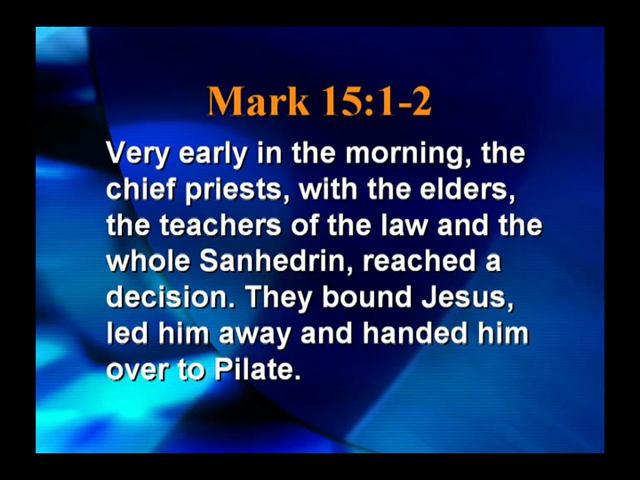 Mark 15:1-2
Very early in the morning, the
chief priests, with the elders,
the teachers of the law and the
whole Sanhedrin, reached a
decision. They bound Jesus,
led him away and handed him
over to Pilate.